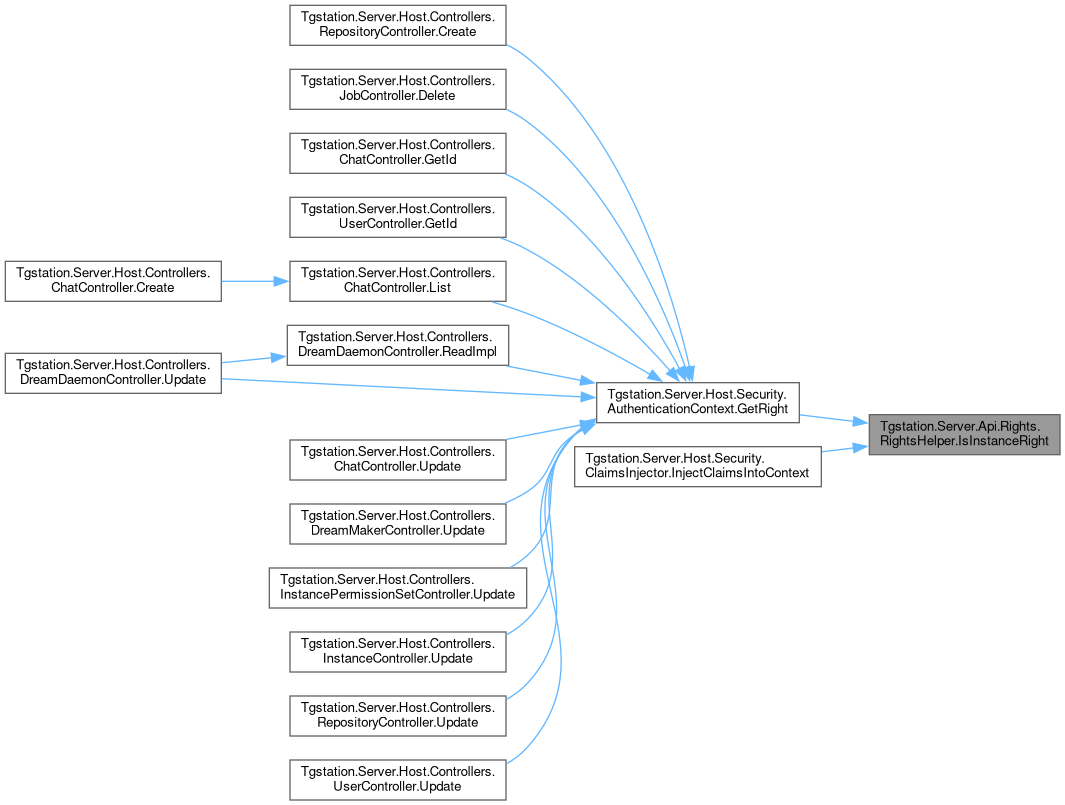 Tgstation.Server.Host.Controllers.
RepositoryController.Create
Tgstation.Server.Host.Controllers.
JobController.Delete
Tgstation.Server.Host.Controllers.
ChatController.GetId
Tgstation.Server.Host.Controllers.
UserController.GetId
Tgstation.Server.Host.Controllers.
ChatController.Create
Tgstation.Server.Host.Controllers.
ChatController.List
Tgstation.Server.Host.Controllers.
DreamDaemonController.ReadImpl
Tgstation.Server.Host.Controllers.
DreamDaemonController.Update
Tgstation.Server.Host.Security.
AuthenticationContext.GetRight
Tgstation.Server.Api.Rights.
RightsHelper.IsInstanceRight
Tgstation.Server.Host.Controllers.
ChatController.Update
Tgstation.Server.Host.Security.
ClaimsInjector.InjectClaimsIntoContext
Tgstation.Server.Host.Controllers.
DreamMakerController.Update
Tgstation.Server.Host.Controllers.
InstancePermissionSetController.Update
Tgstation.Server.Host.Controllers.
InstanceController.Update
Tgstation.Server.Host.Controllers.
RepositoryController.Update
Tgstation.Server.Host.Controllers.
UserController.Update